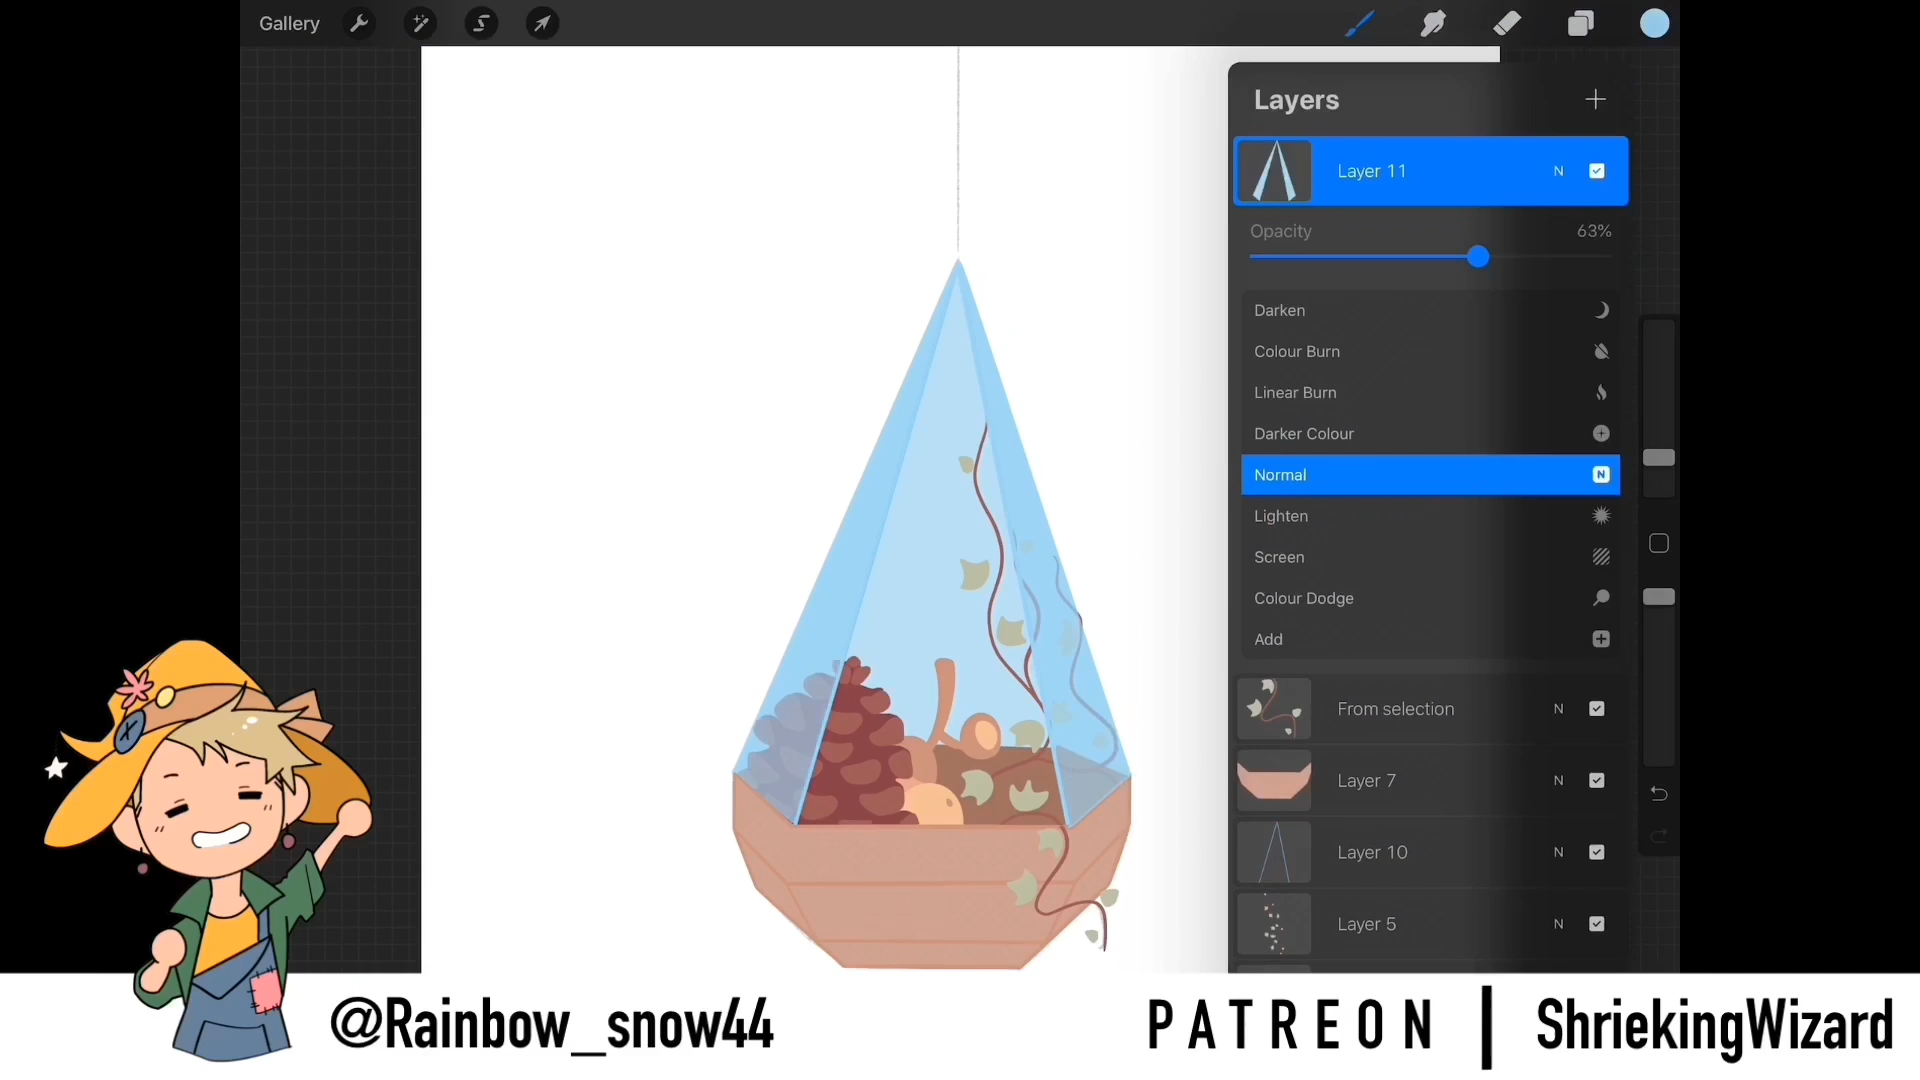 Gallery
Layers
Layer 11 N
Opacity 63%
Darken
Colour Burn
Linear Burn
Darker Colour
Normal N
Lighten
Screen
Colour Dodge
Add
From selection N
Layer 7 N
Layer 10 N
Layer 5 N
@Rainbow_snow44
PATREON | ShriekingWizard